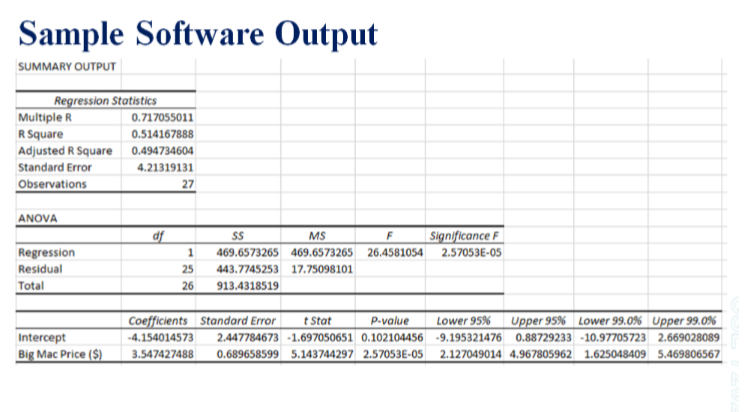 Sample Software Output
SUMMARY OUTPUT
Regression Statistics
Multiple R 0.717055011
R Square 0.514167888
Adjusted R Square 0.494734604
Standard Error 4.21319131
Observations 27
ANOVA
df SS MS F Significance F
Regression 1 469.6573265 469.6573265 26.4581054 2.57053E-05
Residual 25 443.7745253 17.75098101
Total 26 913.4318519
Coefficients Standard Error t Stat P-value Lower 95% Upper 95% Lower 99.0% Upper 99.0%
Intercept -4.154014573 2.447784673 -1.697050651 0.102104456 -9.195321476 0.88729233 -10.97705723 2.669028089
Big Mac Price ($) 3.547427488 0.689658599 5.143744297 2.57053E-05 2.127049014 4.967805962 1.625048409 5.469806567